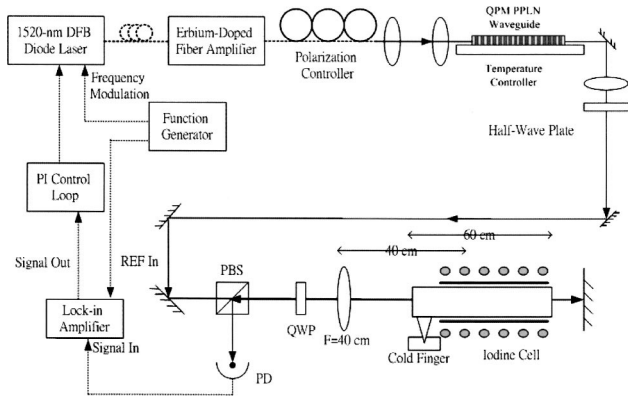 1520-nm DFB
Diode Laser
Erbium-Doped
Fiber Amplifier
Polarization
Controller
QPM PPLN
Waveguide
Temperature
Controller
Frequency
Modulation
Function
Generator
Half-Wave Plate
PI Control
Loop
Signal Out
REF In
60 cm
40 cm
PBS
QWP
F=40 cm
Cold Finger
Iodine Cell
Lock-in
Amplifier
Signal In
PD